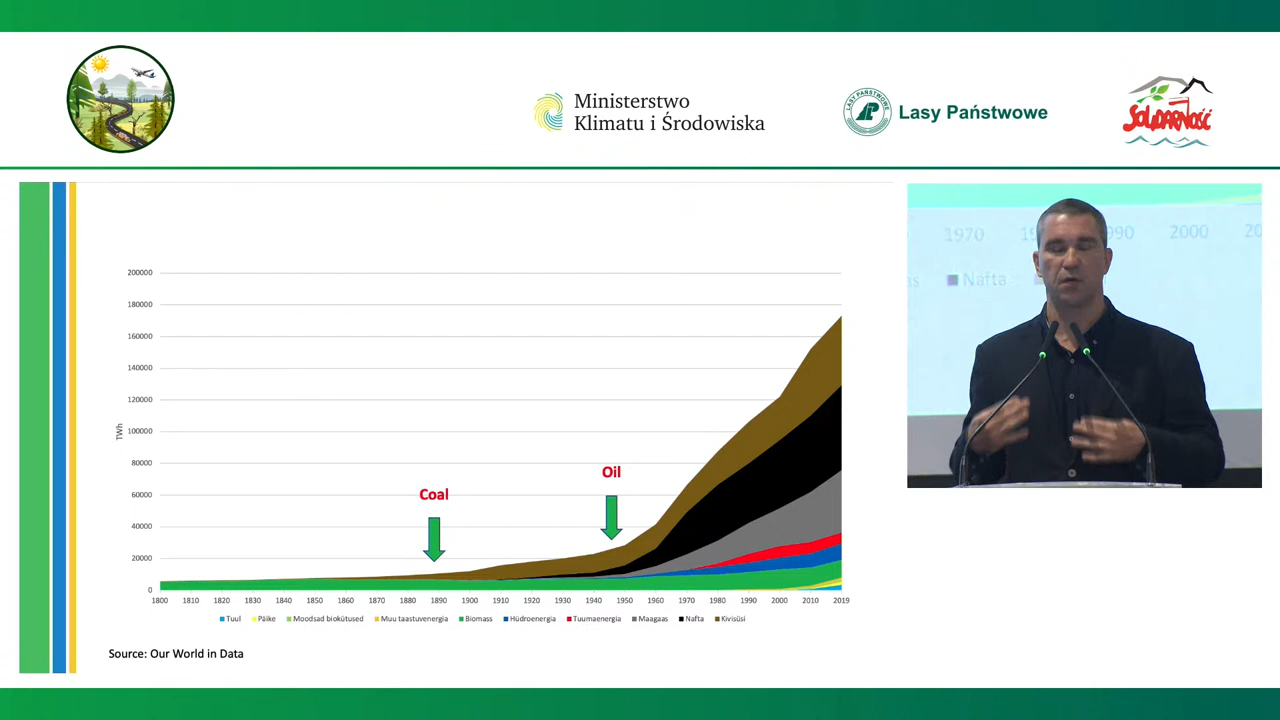 Ministerstwo
Klimatu i Środowiska
LASY PAŃSTWOWE
Lasy Państwowe
SOLIDARNOŚĆ
200000
180000
160000
140000
120000
100000
80000
60000
40000
20000
0
TWh
Coal
Oil
1800 1810 1820 1830 1840 1850 1860 1870 1880 1890 1900 1910 1920 1930 1940 1950 1960 1970 1980 1990 2000 2010 2019
Tuul Päike Moodsad biokütused Muu taastuvenergia Biomass Hüdroenergia Tuumaenergia Maagaas Nafta Kivisüsi
Source: Our World in Data
1970 2000
Nafta